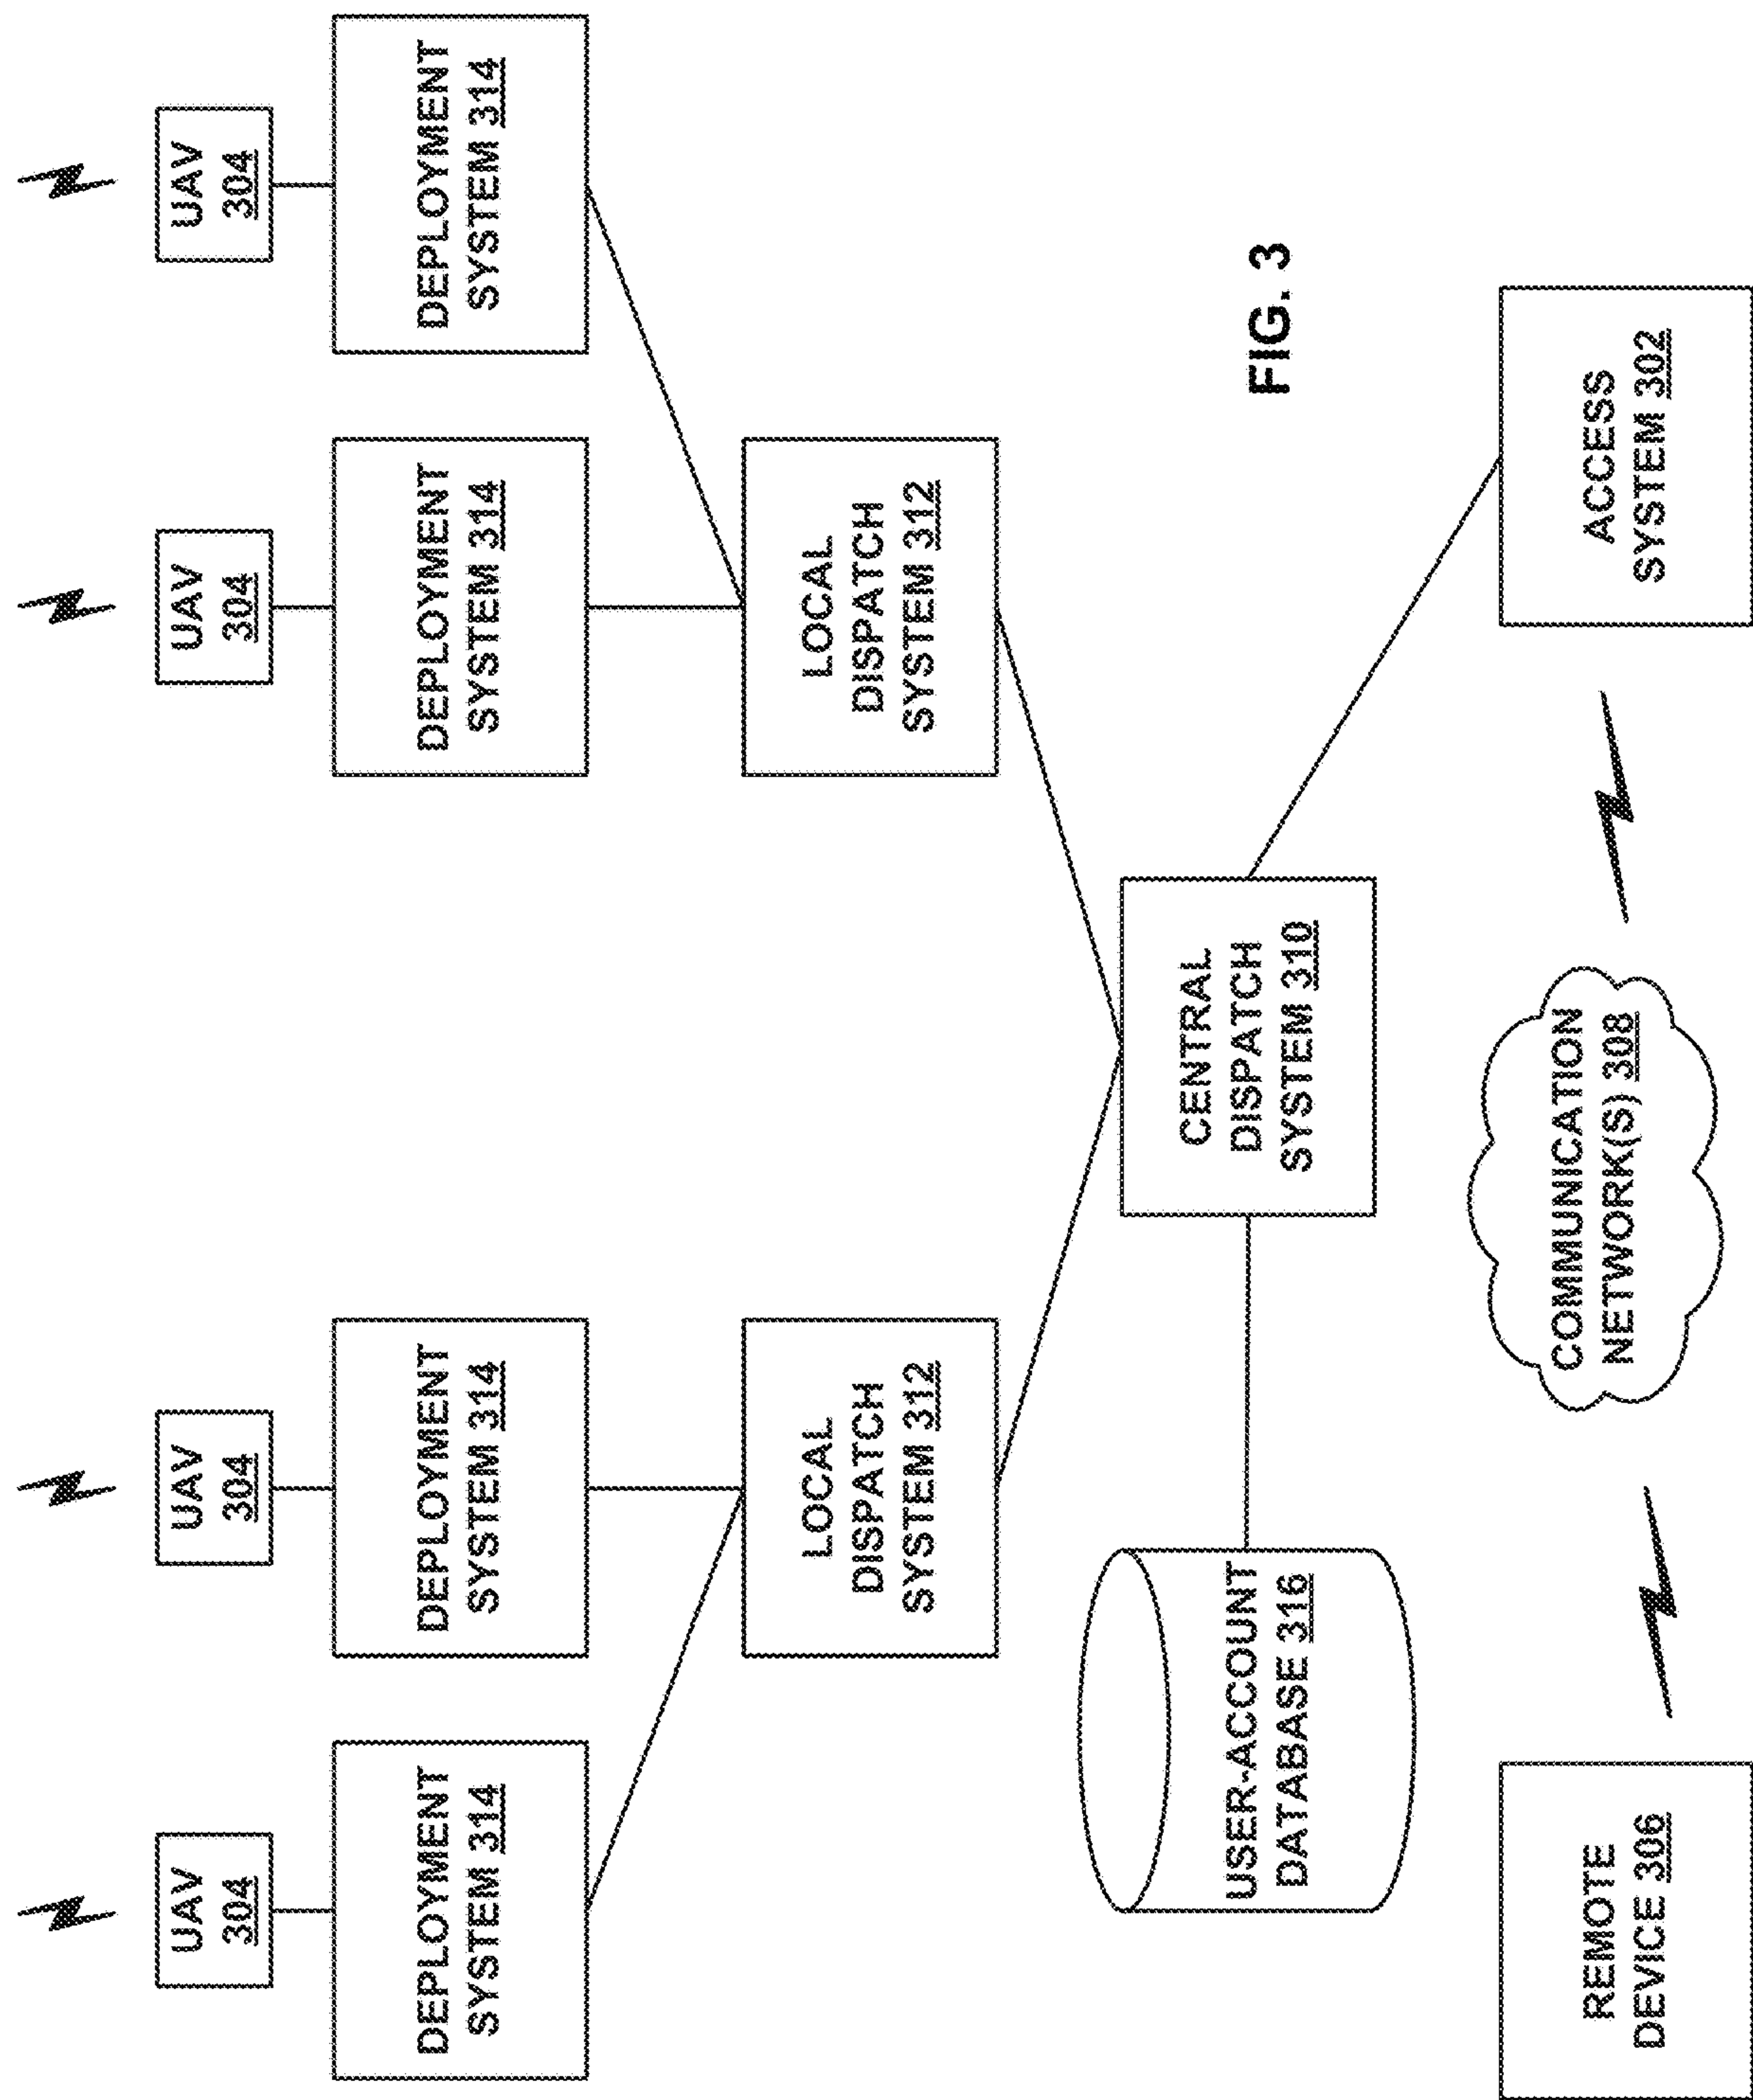 UAV
304
UAV
304
UAV
304
UAV
304
DEPLOYMENT
SYSTEM 314
DEPLOYMENT
SYSTEM 314
DEPLOYMENT
SYSTEM 314
DEPLOYMENT
SYSTEM 314
LOCAL
DISPATCH
SYSTEM 312
LOCAL
DISPATCH
SYSTEM 312
USER-ACCOUNT
DATABASE 316
CENTRAL
DISPATCH
SYSTEM 310
FIG. 3
REMOTE
DEVICE 306
COMMUNICATION
NETWORK(S) 308
ACCESS
SYSTEM 302